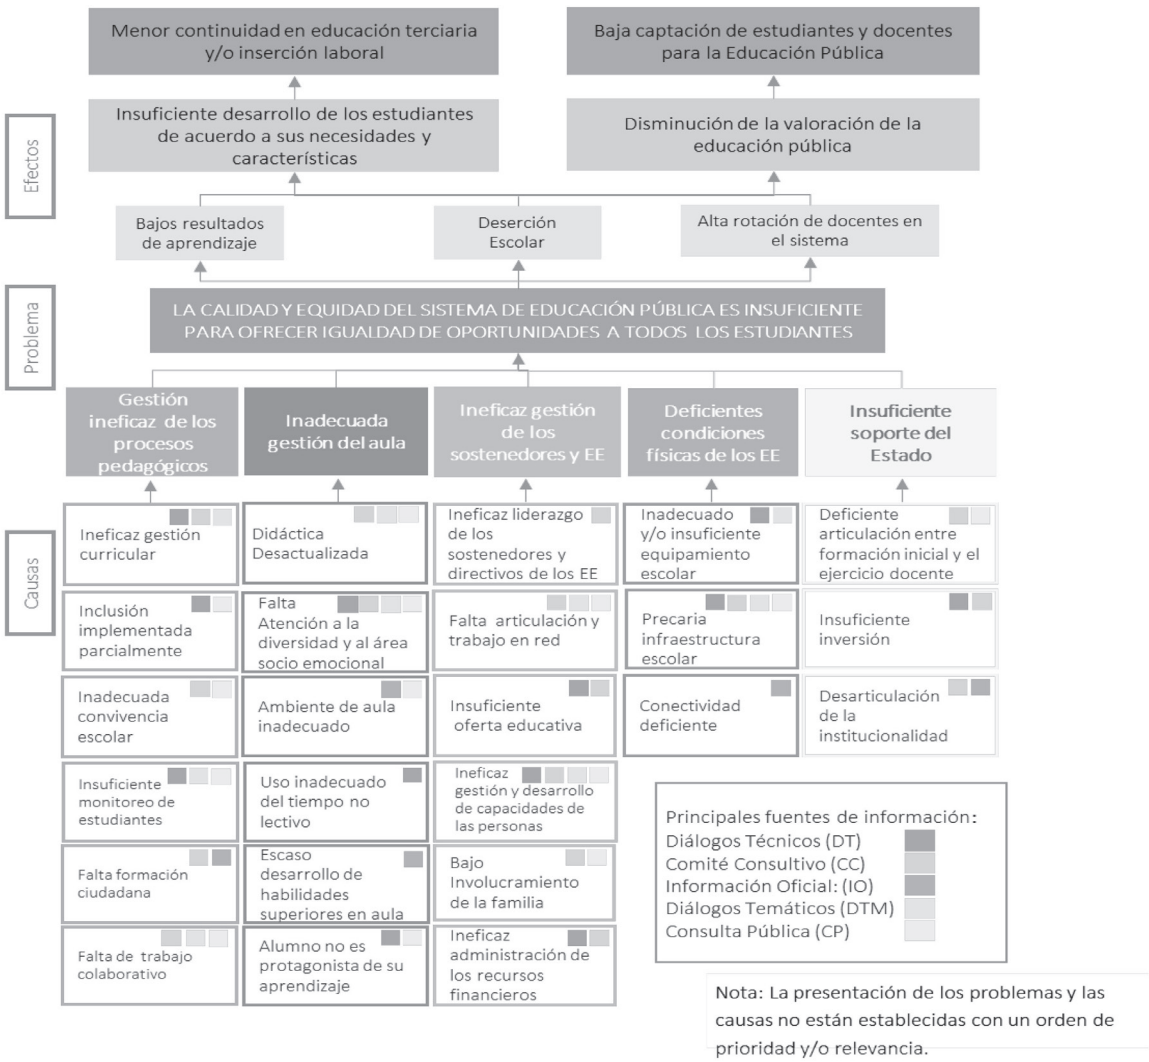 Menor continuidad en educación terciaria
y/o inserción laboral
Baja captación de estudiantes y docentes
para la Educación Pública
Efectos
Insuficiente desarrollo de los estudiantes
de acuerdo a sus necesidades y
características
Disminución de la valoración de la
educación pública
Bajos resultados
de aprendizaje
Deserción
Escolar
Alta rotación de docentes en
el sistema
Problema
LA CALIDAD Y EQUIDAD DEL SISTEMA DE EDUCACIÓN PÚBLICA ES INSUFICIENTE
PARA OFRECER IGUALDAD DE OPORTUNIDADES A TODOS LOS ESTUDIANTES
Gestión
ineficaz de los
procesos
pedagógicos
Inadecuada
gestión del aula
Ineficaz gestión
de los
sostenedores y EE
Deficientes
condiciones
físicas de los EE
Insuficiente
soporte del
Estado
Causas
Ineficaz gestión
curricular
Didáctica
Desactualizada
Ineficaz liderazgo
de los
sostenedores y
directivos de los EE
Inadecuado
y/o insuficiente
equipamiento
escolar
Deficiente
articulación entre
formación inicial y el
ejercicio docente
Inclusión
implementada
parcialmente
Falta
Atención a la
diversidad y al área
socio emocional
Falta articulación y
trabajo en red
Precaria
infraestructura
escolar
Insuficiente
inversión
Inadecuada
convivencia
escolar
Ambiente de aula
inadecuado
Insuficiente
oferta educativa
Conectividad
deficiente
Desarticulación
de la
institucionalidad
Insuficiente
monitoreo de
estudiantes
Uso inadecuado
del tiempo no
lectivo
Ineficaz
gestión y desarrollo
de capacidades de
las personas
Falta formación
ciudadana
Escaso
desarrollo de
habilidades
superiores en aula
Bajo
Involucramiento
de la familia
Falta de trabajo
colaborativo
Alumno no es
protagonista de su
aprendizaje
Ineficaz
administración de
los recursos
financieros
Principales fuentes de información:
Diálogos Técnicos (DT)
Comité Consultivo (CC)
Información Oficial: (IO)
Diálogos Temáticos (DTM)
Consulta Pública (CP)
Nota: La presentación de los problemas y las
causas no están establecidas con un orden de
prioridad y/o relevancia.